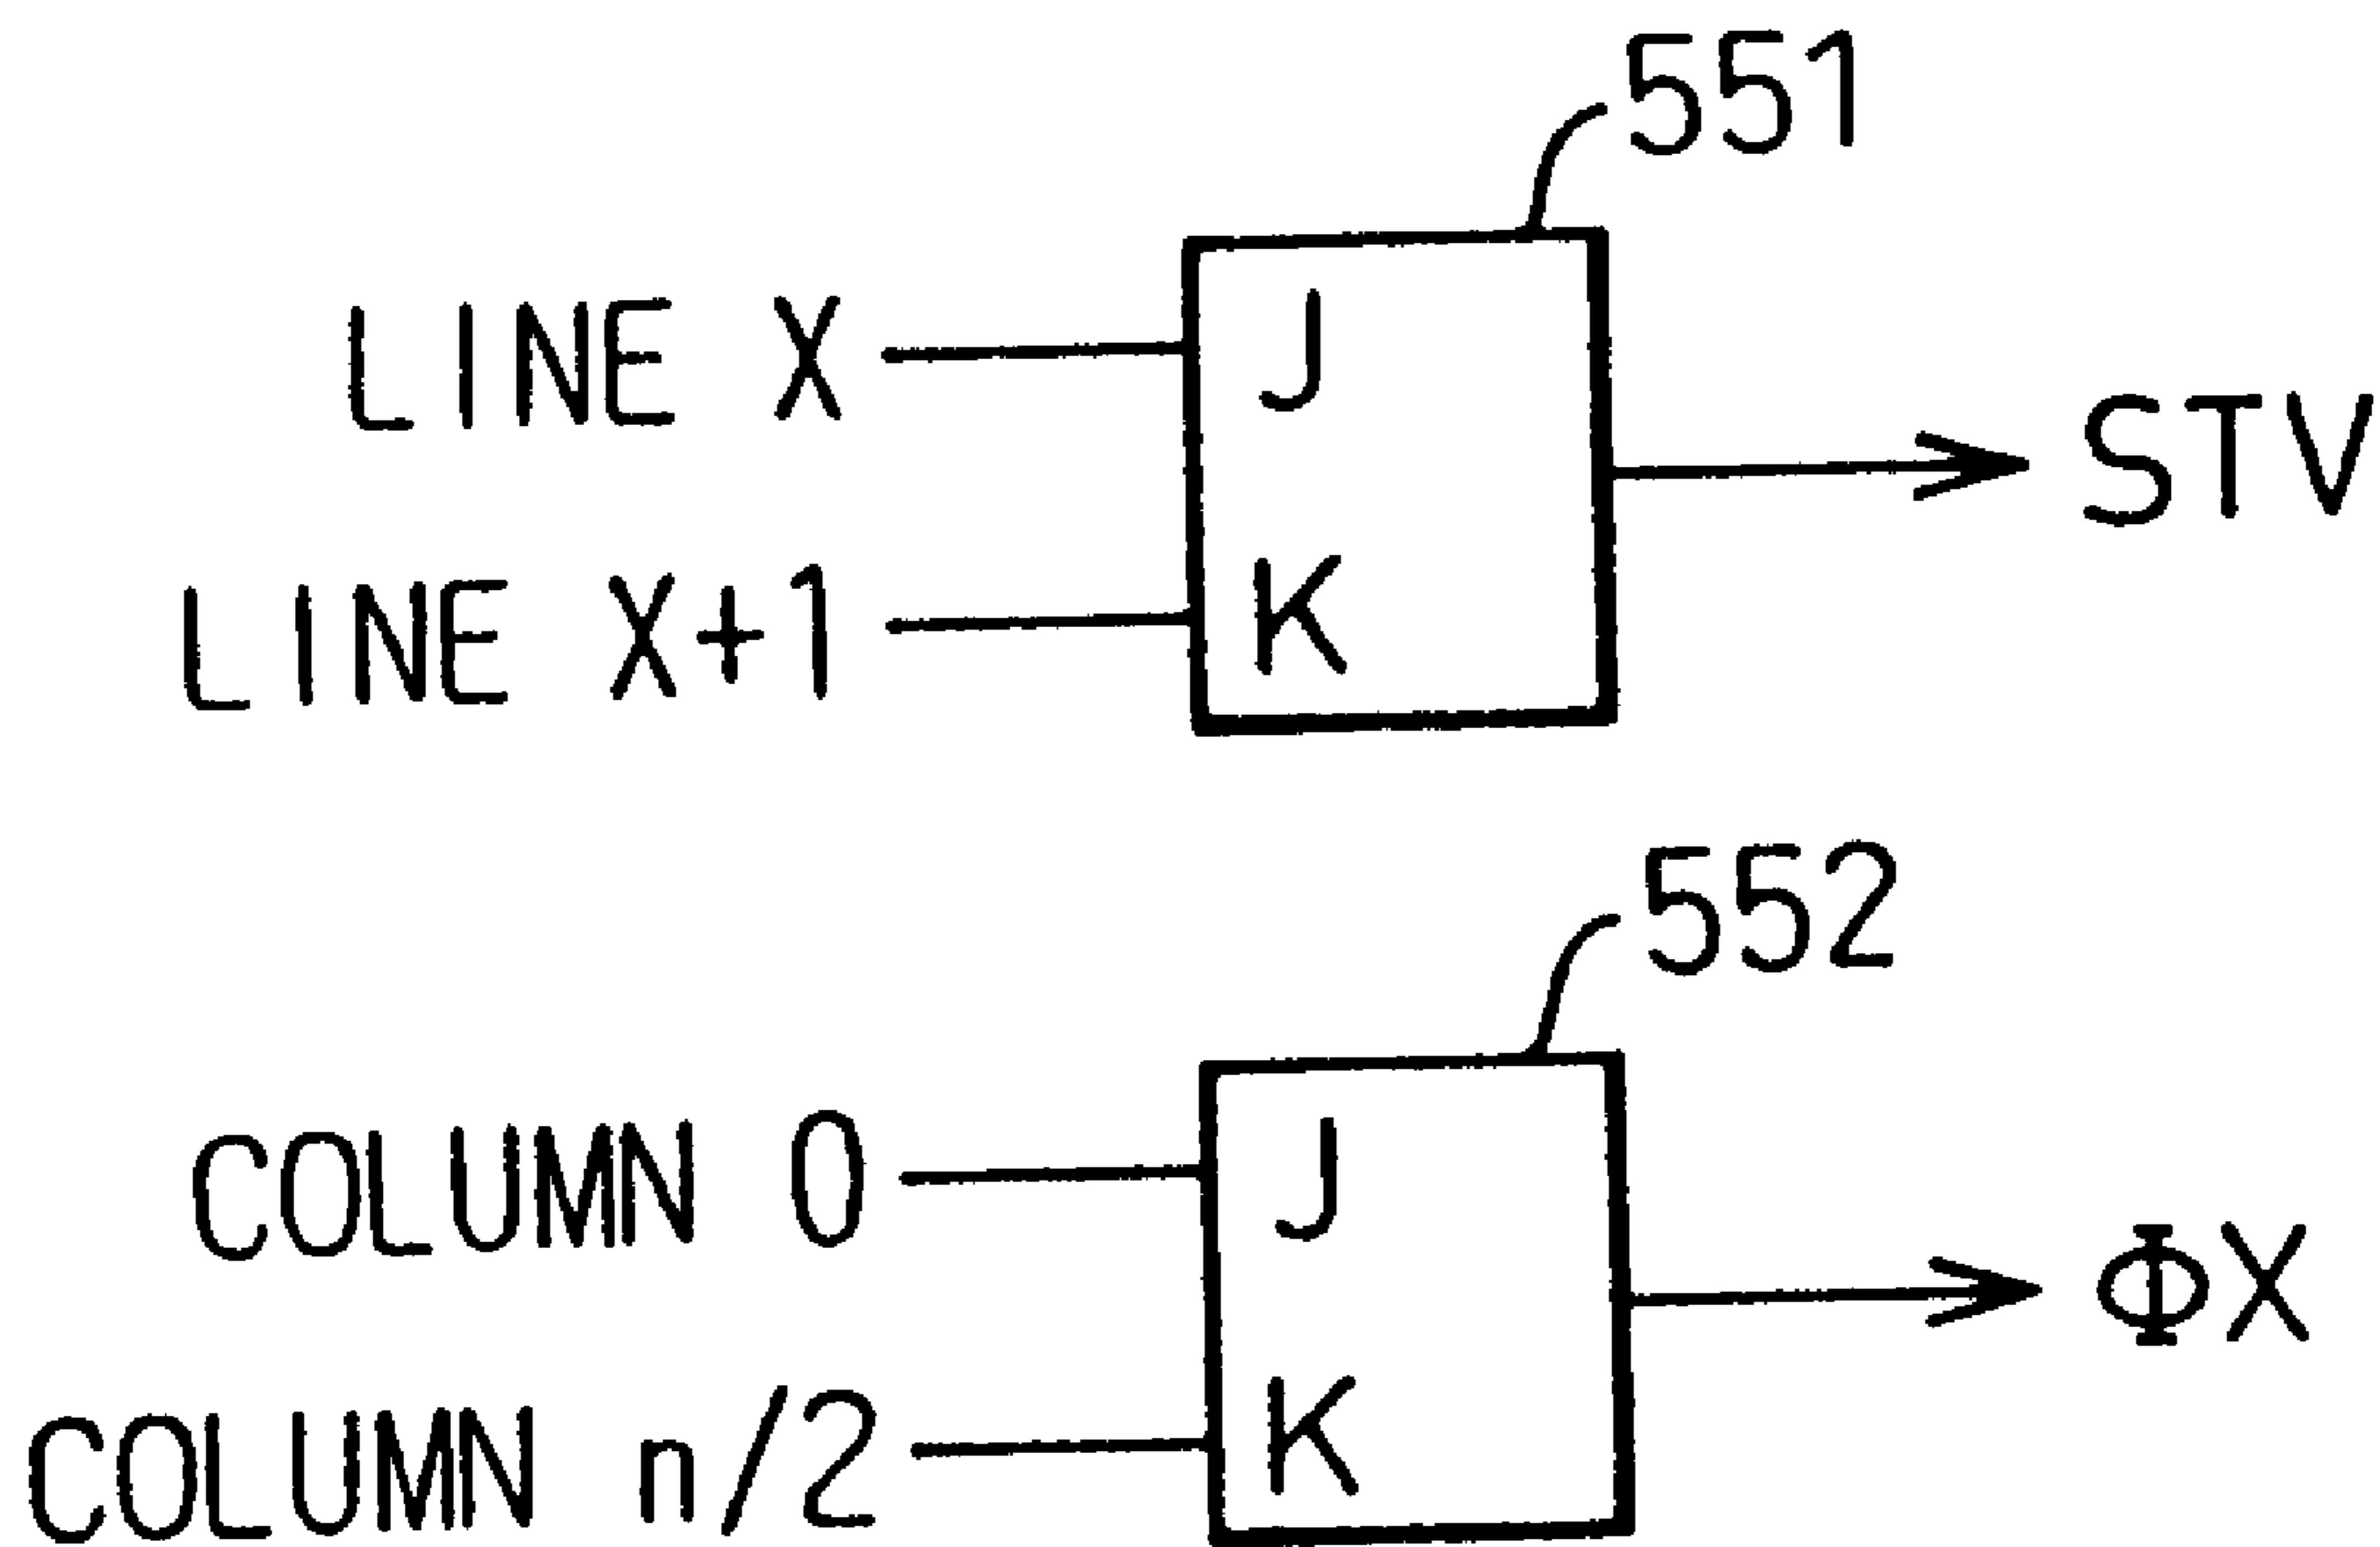 551
LINE X
J
STV
LINE X+1
K
552
COLUMN 0
J
ΦX
COLUMN n/2
K